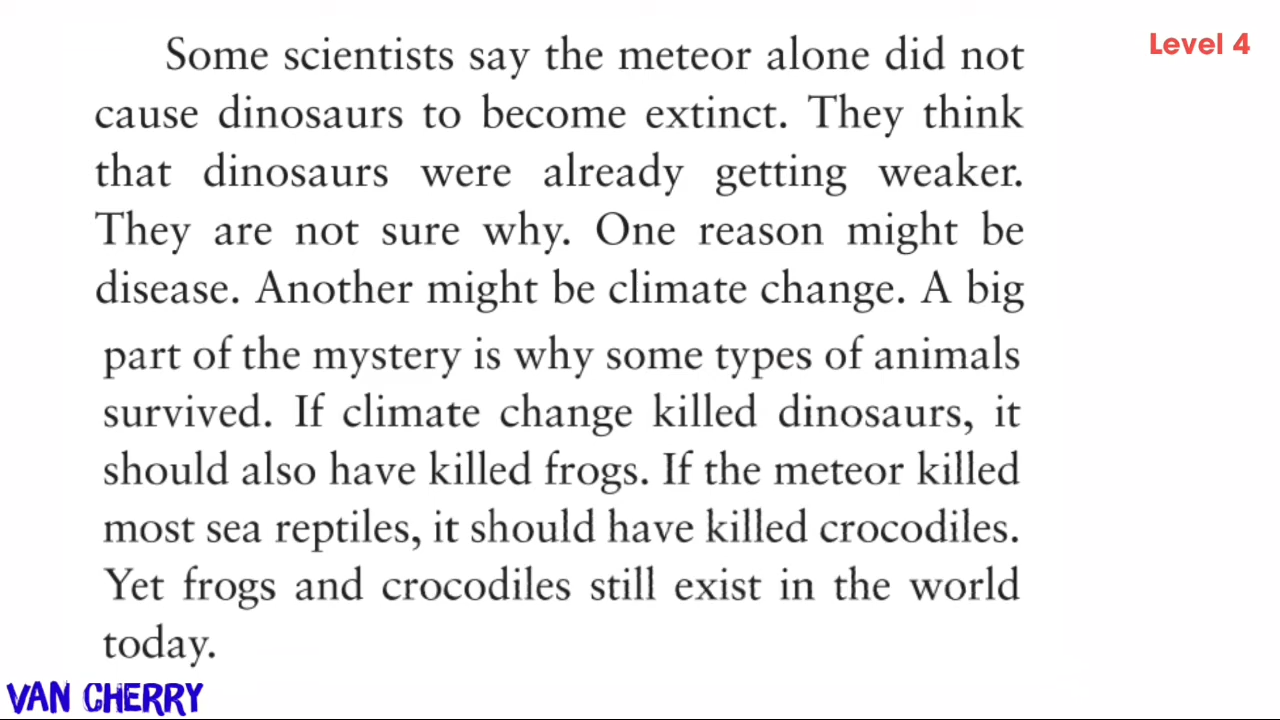 Level 4
Some scientists say the meteor alone did not
cause dinosaurs to become extinct. They think
that dinosaurs were already getting weaker.
They are not sure why. One reason might be
disease. Another might be climate change. A big
part of the mystery is why some types of animals
survived. If climate change killed dinosaurs, it
should also have killed frogs. If the meteor killed
most sea reptiles, it should have killed crocodiles.
Yet frogs and crocodiles still exist in the world
today.
VAN CHERRY